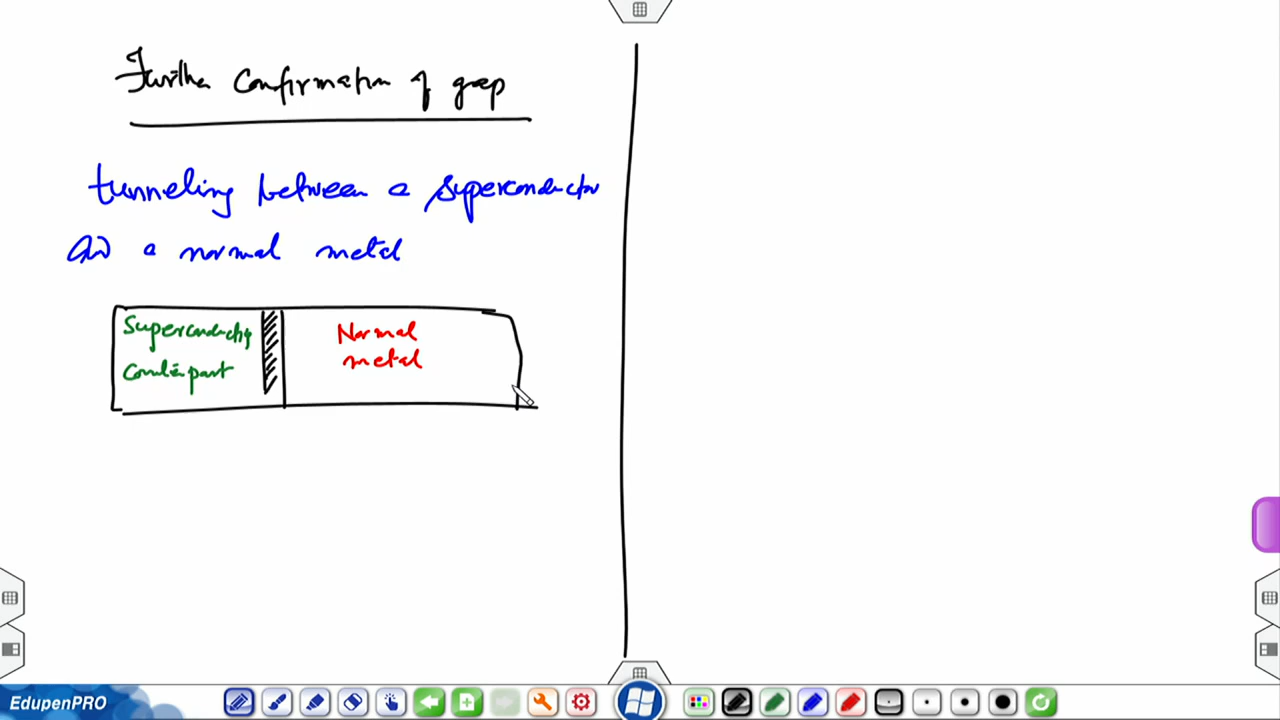 Further Confirmation of gap
tunneling between a superconductor
and a normal metal
Superconducting
Counterpart
Normal
metal
EdupenPRO